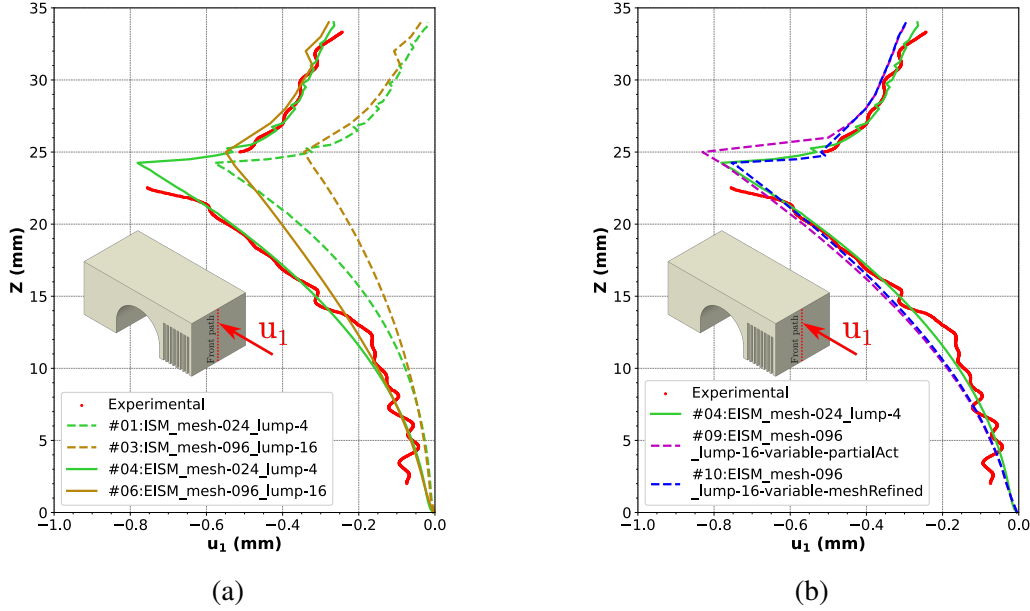 35
30
25
20
15
10
5
0
Z (mm)
Front path
u1
Experimental
#01:ISM_mesh-024_lump-4
#03:ISM_mesh-096_lump-16
#04:EISM_mesh-024_lump-4
#06:EISM_mesh-096_lump-16
−1.0 −0.8 −0.6 −0.4 −0.2 0.0
u1 (mm)
(a)
35
30
25
20
15
10
5
0
Z (mm)
Front path
u1
Experimental
#04:EISM_mesh-024_lump-4
#09:EISM_mesh-096
_lump-16-variable-partialAct
#10:EISM_mesh-096
_lump-16-variable-meshRefined
−1.0 −0.8 −0.6 −0.4 −0.2 0.0
u1 (mm)
(b)